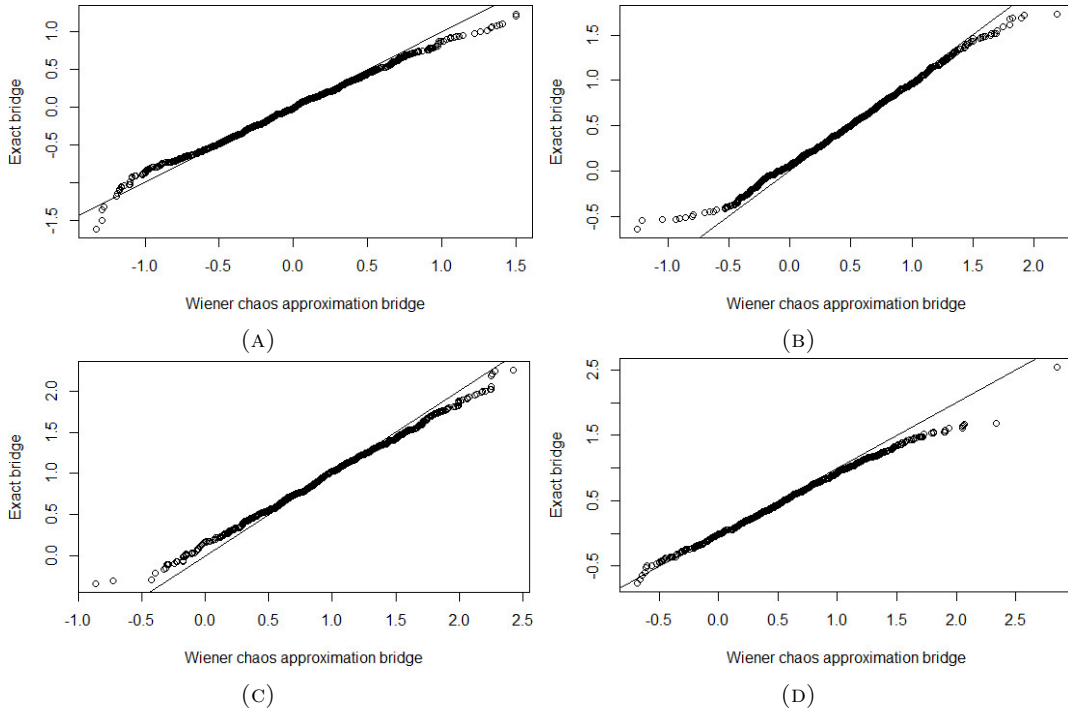 Exact bridge
1.0
0.5
0.0
-0.5
-1.5
-1.0 -0.5 0.0 0.5 1.0 1.5
Wiener chaos approximation bridge
(A)
Exact bridge
1.5
1.0
0.5
0.0
-0.5
-1.0 -0.5 0.0 0.5 1.0 1.5 2.0
Wiener chaos approximation bridge
(B)
Exact bridge
2.0
1.5
1.0
0.5
0.0
-1.0 -0.5 0.0 0.5 1.0 1.5 2.0 2.5
Wiener chaos approximation bridge
(C)
Exact bridge
2.5
1.5
0.5
-0.5
-0.5 0.0 0.5 1.0 1.5 2.0 2.5
Wiener chaos approximation bridge
(D)